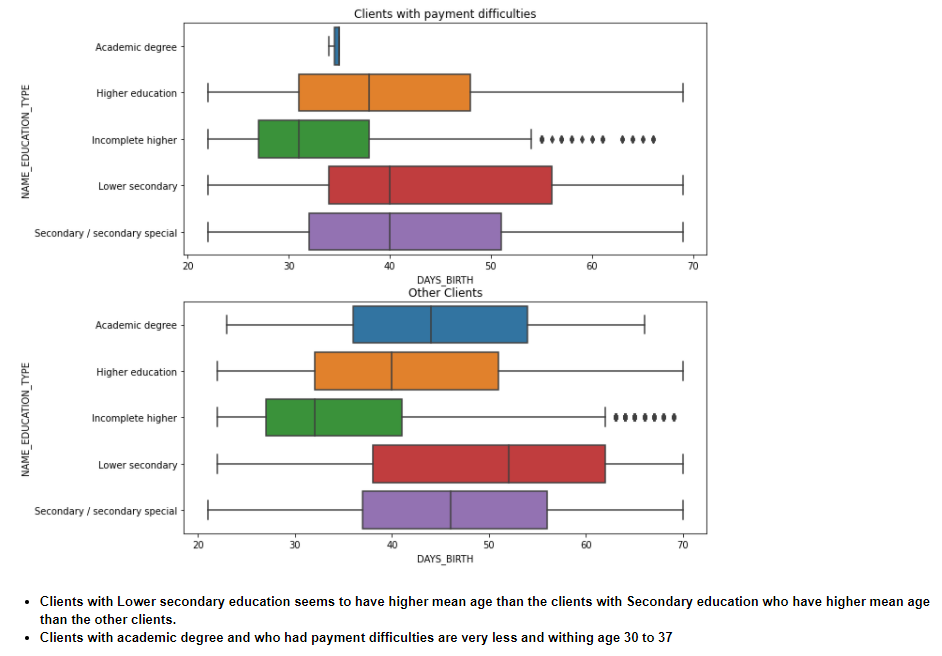 Clients with payment difficulties
Academic degree
Higher education
Incomplete higher
Lower secondary
Secondary / secondary special
NAME_EDUCATION_TYPE
20 30 40 50 60 70
DAYS_BIRTH
Other Clients
Academic degree
Higher education
Incomplete higher
Lower secondary
Secondary / secondary special
NAME_EDUCATION_TYPE
20 30 40 50 60 70
DAYS_BIRTH
• Clients with Lower secondary education seems to have higher mean age than the clients with Secondary education who have higher mean age
than the other clients.
• Clients with academic degree and who had payment difficulties are very less and withing age 30 to 37